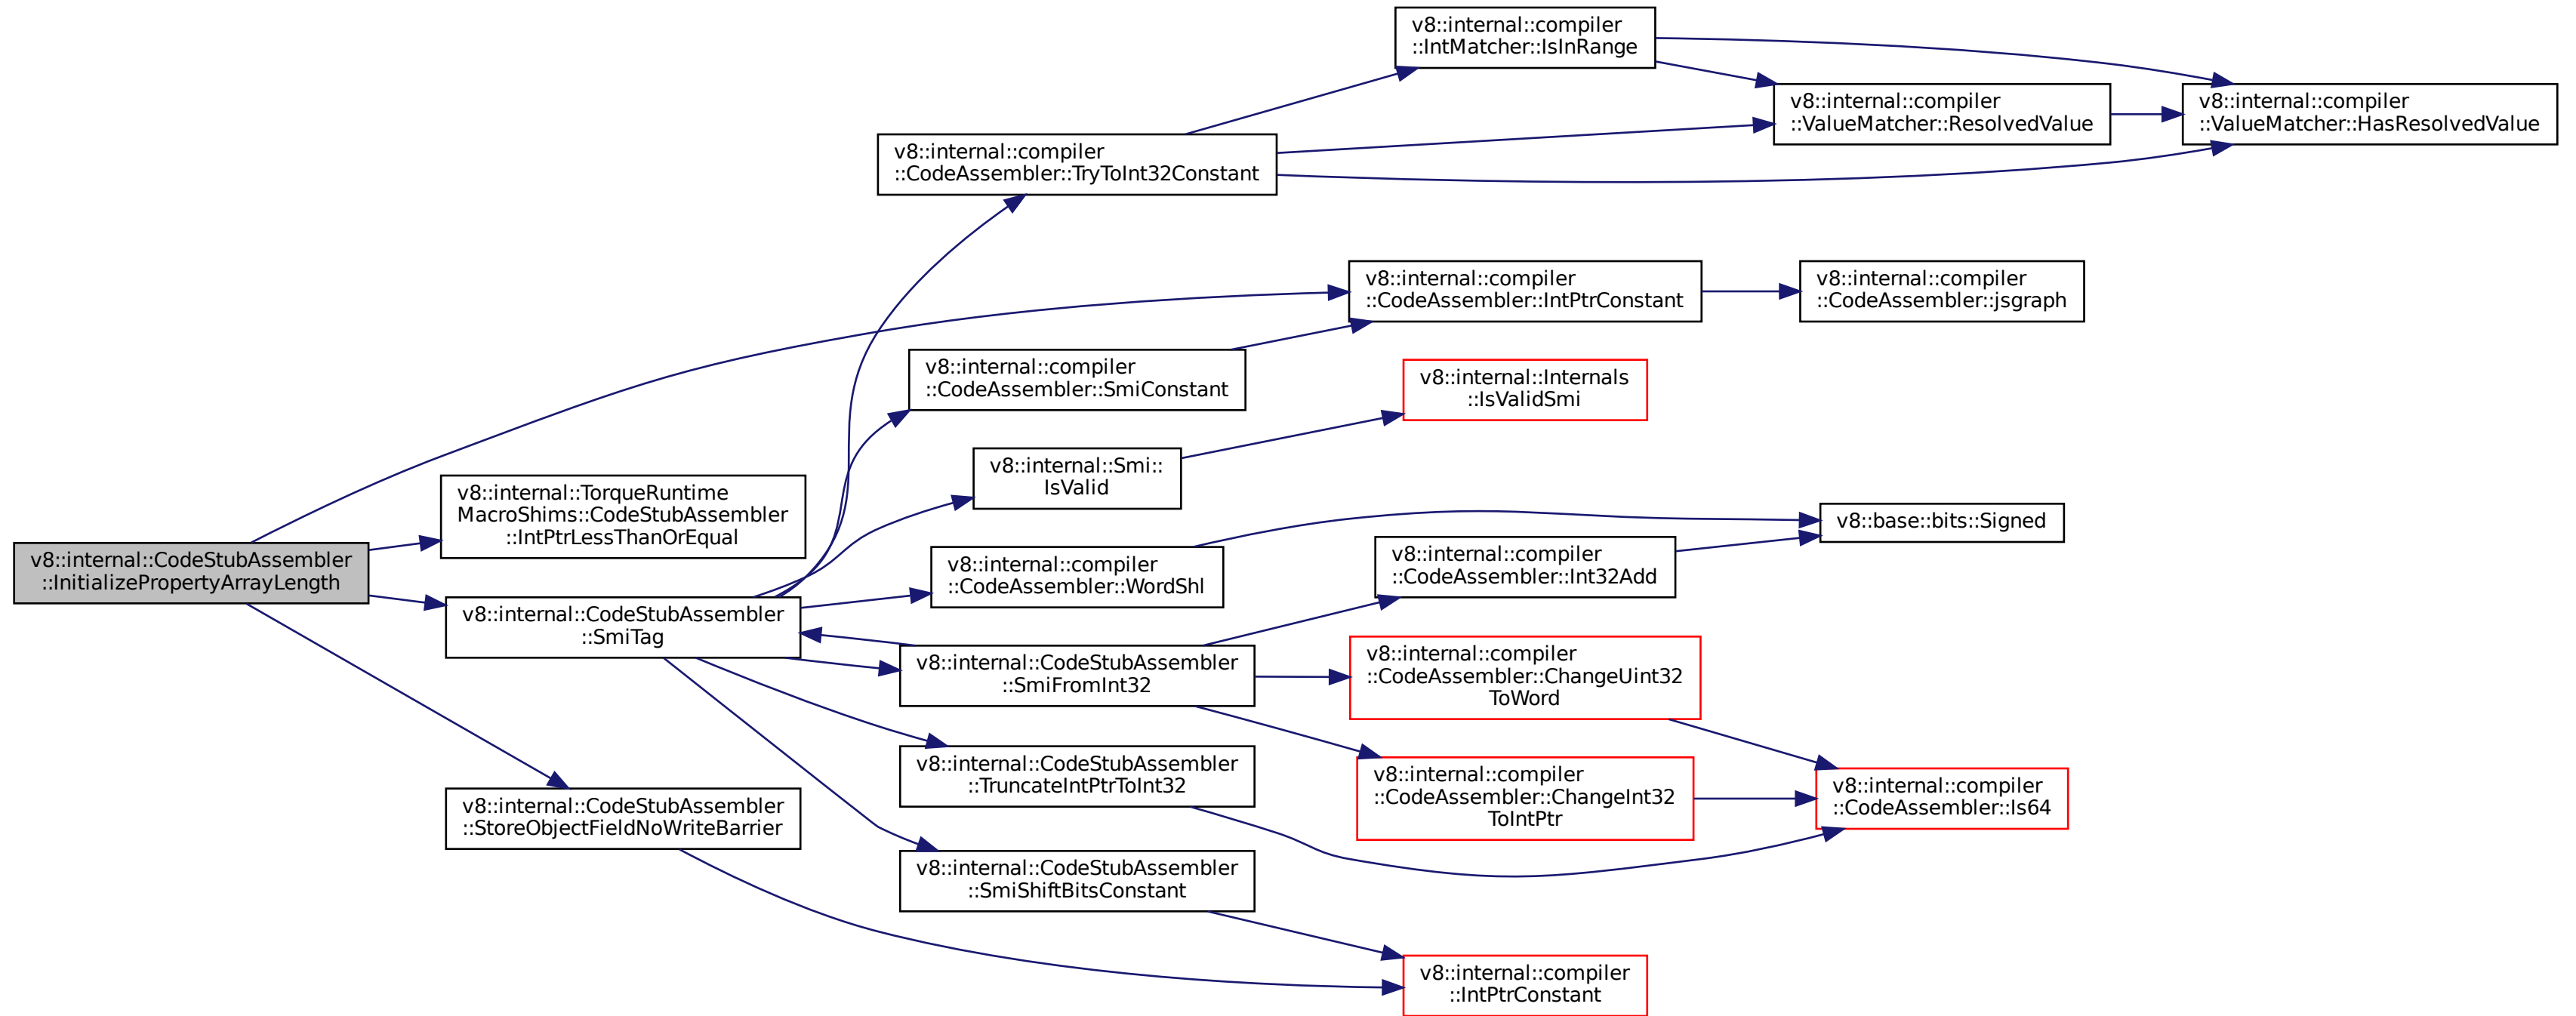 v8::internal::compiler
::IntMatcher::IsInRange
v8::internal::compiler
::ValueMatcher::ResolvedValue
v8::internal::compiler
::ValueMatcher::HasResolvedValue
v8::internal::compiler
::CodeAssembler::TryToInt32Constant
v8::internal::compiler
::CodeAssembler::IntPtrConstant
v8::internal::compiler
::CodeAssembler::jsgraph
v8::internal::compiler
::CodeAssembler::SmiConstant
v8::internal::Internals
::IsValidSmi
v8::internal::Smi::
IsValid
v8::internal::TorqueRuntime
MacroShims::CodeStubAssembler
::IntPtrLessThanOrEqual
v8::base::bits::Signed
v8::internal::CodeStubAssembler
::InitializePropertyArrayLength
v8::internal::compiler
::CodeAssembler::WordShl
v8::internal::compiler
::CodeAssembler::Int32Add
v8::internal::CodeStubAssembler
::SmiTag
v8::internal::CodeStubAssembler
::SmiFromInt32
v8::internal::compiler
::CodeAssembler::ChangeUint32
ToWord
v8::internal::CodeStubAssembler
::TruncateIntPtrToInt32
v8::internal::compiler
::CodeAssembler::ChangeInt32
ToIntPtr
v8::internal::compiler
::CodeAssembler::Is64
v8::internal::CodeStubAssembler
::StoreObjectFieldNoWriteBarrier
v8::internal::CodeStubAssembler
::SmiShiftBitsConstant
v8::internal::compiler
::IntPtrConstant